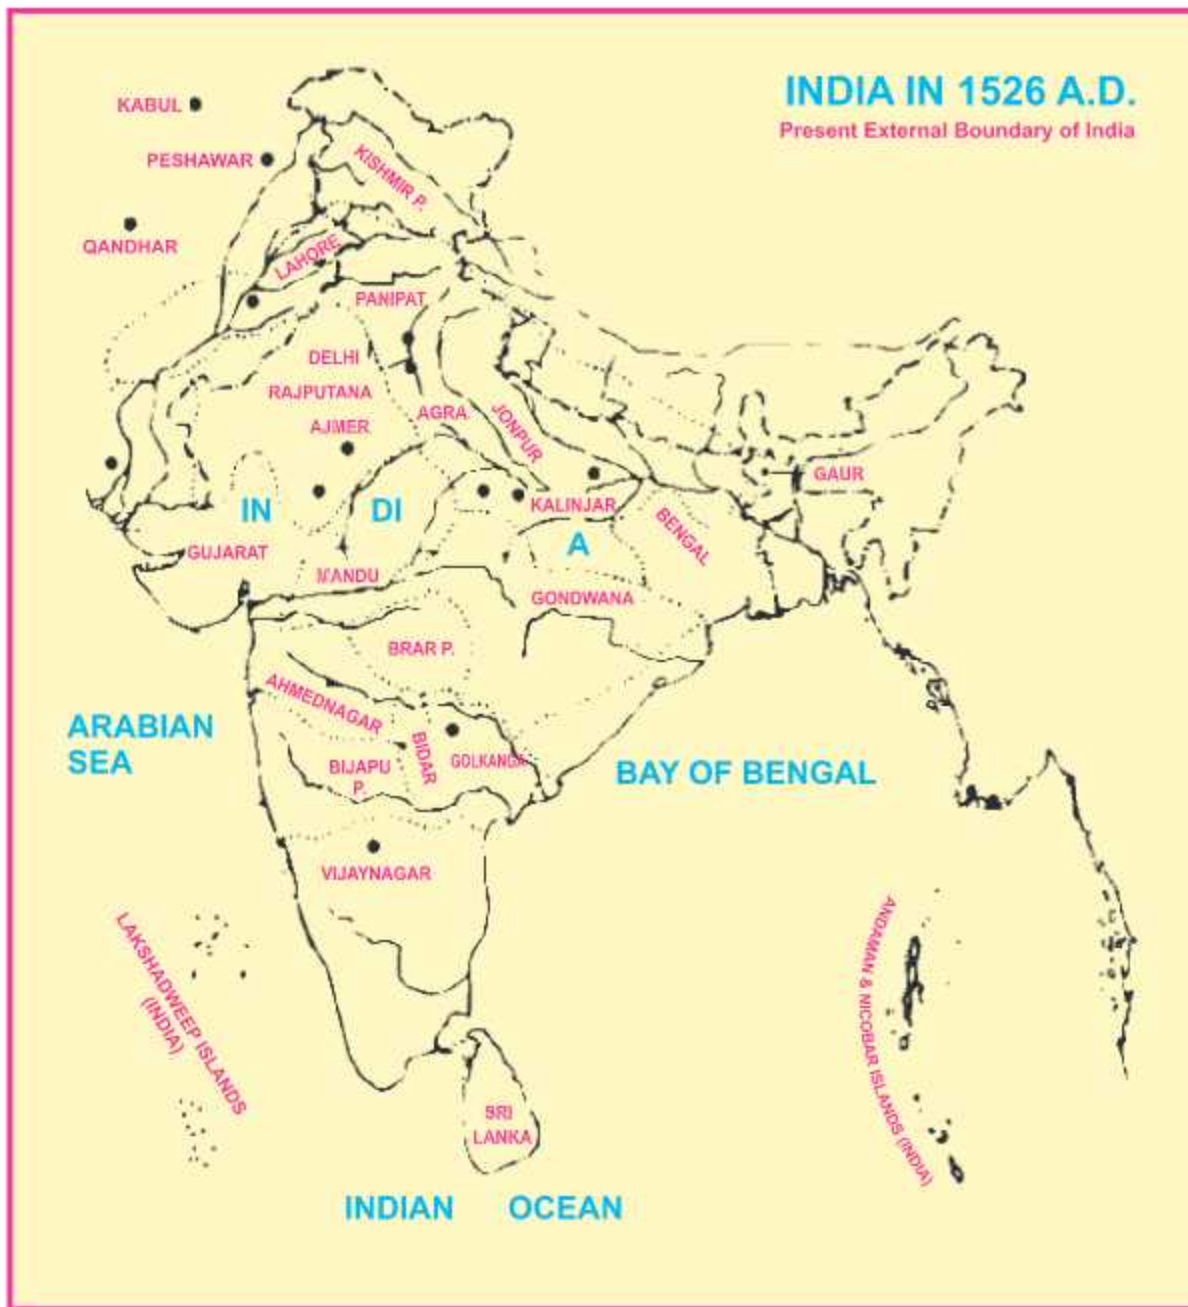 INDIA IN 1526 A.D.
Present External Boundary of India
KABUL
PESHAWAR
KISHMIR P.
QANDHAR
LAHORE
PANIPAT
DELHI
RAJPUTANA
AGRA
JONPUR
AJMER
GAUR
KALINJAR
IN
DI
A
BENGAL
GUJARAT
MANDU
GONDWANA
BRAR P.
AHMEDNAGAR
ARABIAN
SEA
BIDAR
GOLKANGA
BIJAPU
P.
BAY OF BENGAL
VIJAYNAGAR
LAKSHADWEEP ISLANDS
(INDIA)
ANDAMAN & NICOBAR ISLANDS (INDIA)
SRI
LANKA
INDIAN OCEAN